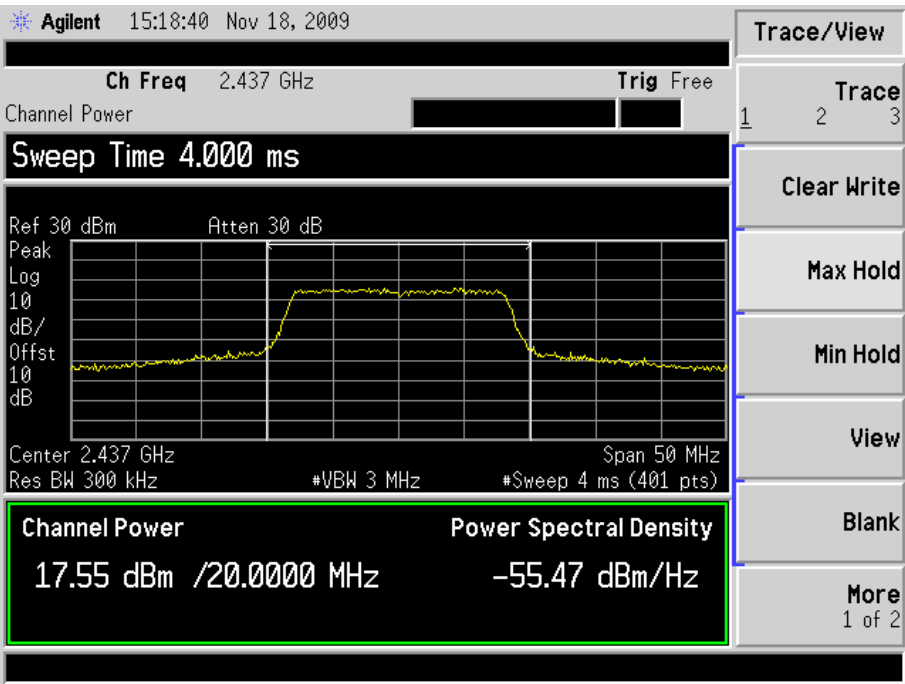 Agilent 15:18:40 Nov 18, 2009
Trace/View
Ch Freq 2.437 GHz Trig Free
Channel Power
Trace
1 2 3
Sweep Time 4.000 ms
Clear Write
Ref 30 dBm Atten 30 dB
Peak
Log
10
dB/
Offst
10
dB
Max Hold
Min Hold
View
Center 2.437 GHz Span 50 MHz
Res BW 300 kHz #VBW 3 MHz #Sweep 4 ms (401 pts)
Channel Power Power Spectral Density
17.55 dBm /20.0000 MHz -55.47 dBm/Hz
Blank
More
1 of 2